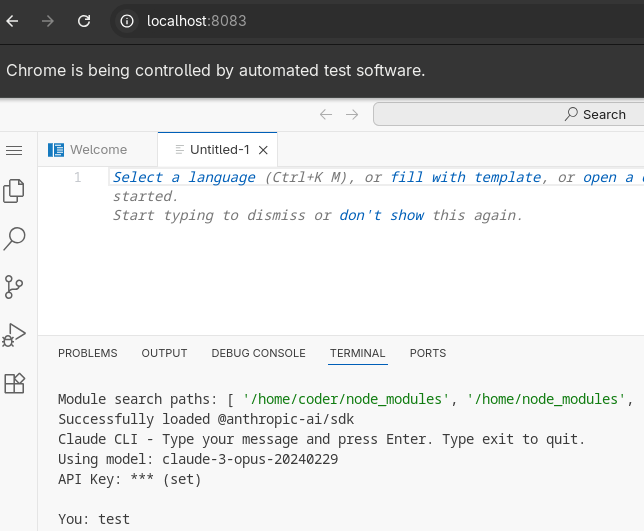 localhost:8083
Chrome is being controlled by automated test software.
Search
Welcome
Untitled-1
1
Select a language (Ctrl+K M), or fill with template, or open a
started.
Start typing to dismiss or don't show this again.
PROBLEMS OUTPUT DEBUG CONSOLE TERMINAL PORTS
Module search paths: [ '/home/coder/node_modules', '/home/node_modules',
Successfully loaded @anthropic-ai/sdk
Claude CLI - Type your message and press Enter. Type exit to quit.
Using model: claude-3-opus-20240229
API Key: *** (set)
You: test